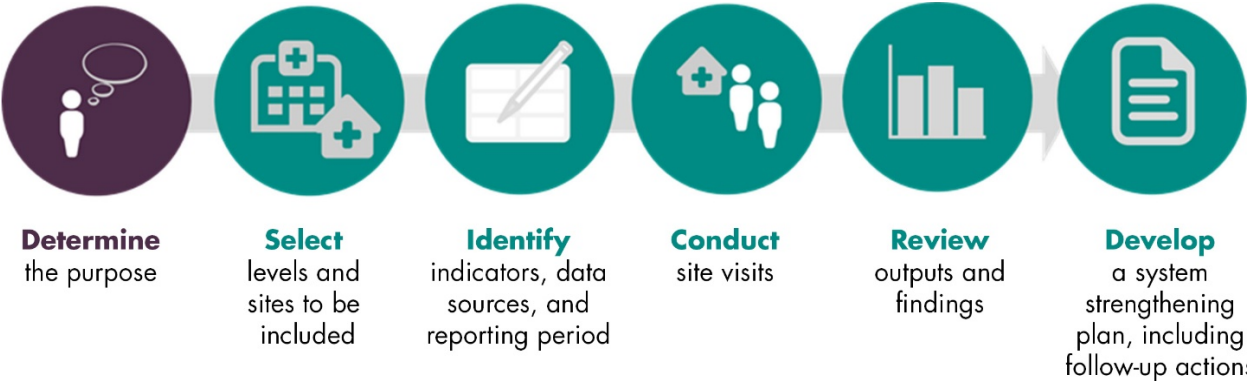 Determine
the purpose
Select
levels and
sites to be
included
Identify
indicators, data
sources, and
reporting period
Conduct
site visits
Review
outputs and
findings
Develop
a system
strengthening
plan, including
follow-up actions